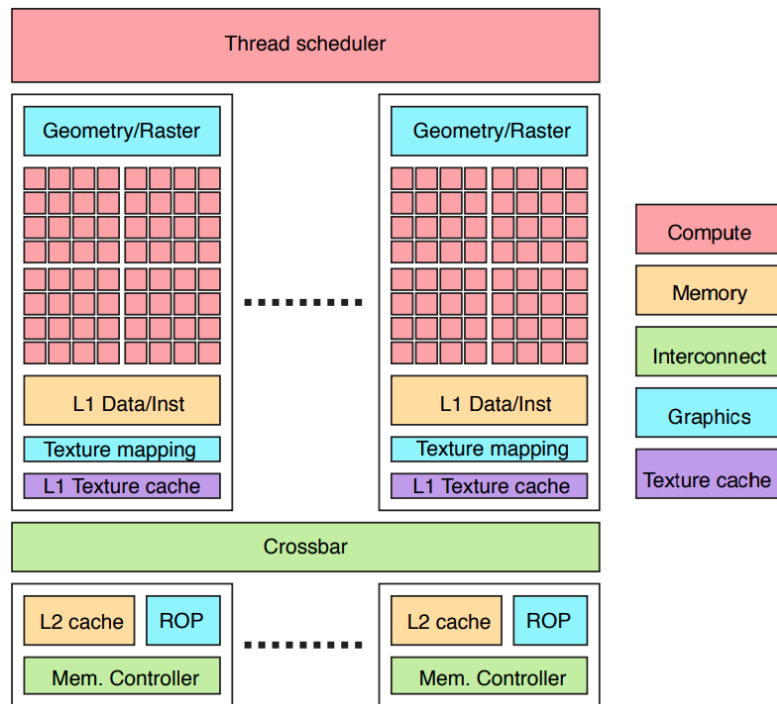 Thread scheduler
Geometry/Raster
Geometry/Raster
L1 Data/Inst
L1 Data/Inst
Texture mapping
Texture mapping
L1 Texture cache
L1 Texture cache
Crossbar
L2 cache
ROP
L2 cache
ROP
Mem. Controller
Mem. Controller
Compute
Memory
Interconnect
Graphics
Texture cache